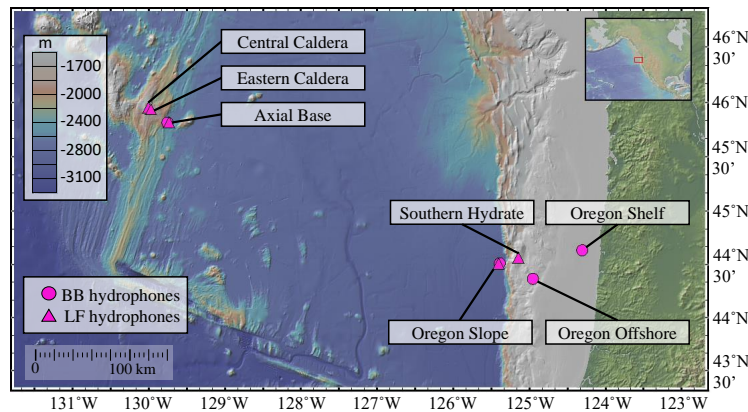 m
-1700
-2000
-2400
-2800
-3100
Central Caldera
Eastern Caldera
Axial Base
Southern Hydrate
Oregon Shelf
Oregon Slope
Oregon Offshore
BB hydrophones
LF hydrophones
0 100 km
46°N
30'
46°N
45°N
30'
45°N
44°N
30'
44°N
43°N
30'
131°W 130°W 129°W 128°W 127°W 126°W 125°W 124°W 123°W